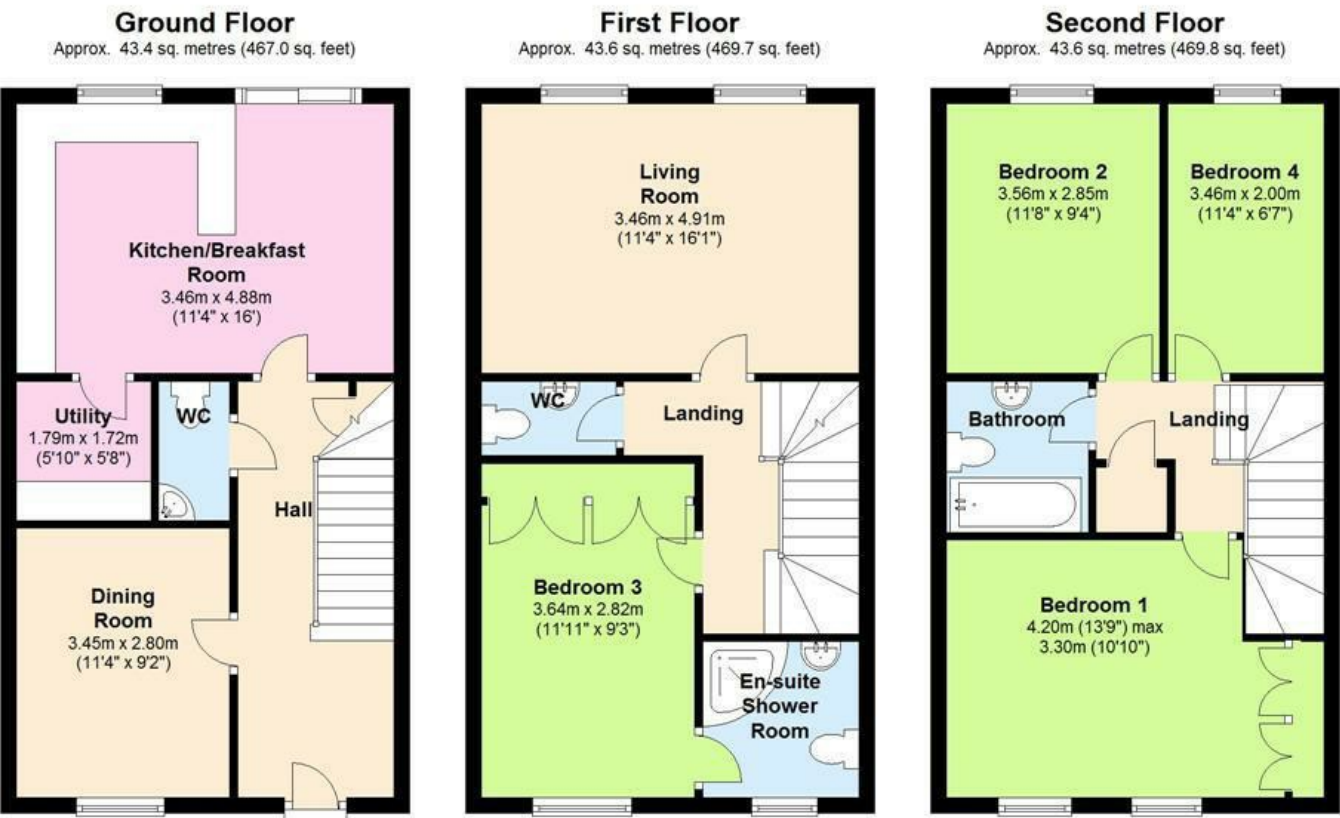 Ground Floor
Approx. 43.4 sq. metres (467.0 sq. feet)
Kitchen/Breakfast
Room
3.46m x 4.88m
(11'4" x 16')
Utility
1.79m x 1.72m
(5'10" x 5'8")
WC
Hall
Dining
Room
3.45m x 2.80m
(11'4" x 9'2")
First Floor
Approx. 43.6 sq. metres (469.7 sq. feet)
Living
Room
3.46m x 4.91m
(11'4" x 16'1")
WC
Landing
Bedroom 3
3.64m x 2.82m
(11'11" x 9'3")
En-suite
Shower
Room
Second Floor
Approx. 43.6 sq. metres (469.8 sq. feet)
Bedroom 2
3.56m x 2.85m
(11'8" x 9'4")
Bedroom 4
3.46m x 2.00m
(11'4" x 6'7")
Bathroom
Landing
Bedroom 1
4.20m (13'9") max
3.30m (10'10")